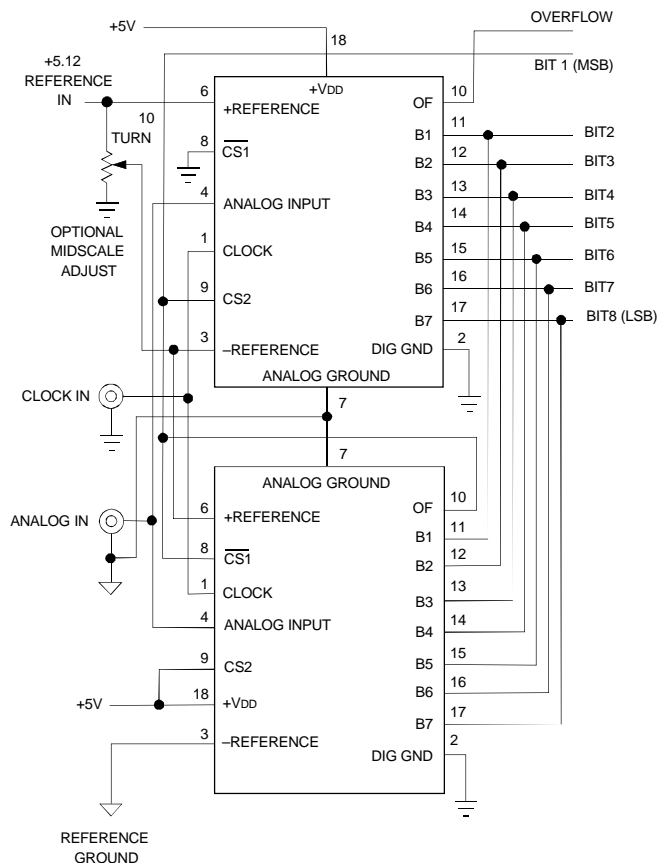 OVERFLOW
+5V
18
BIT 1 (MSB)
+5.12
REFERENCE
IN
10
TURN
OPTIONAL
MIDSCALE
ADJUST
+VDD
6
+REFERENCE
8
CS1
4
ANALOG INPUT
1
CLOCK
9
CS2
3
–REFERENCE
ANALOG GROUND
7
OF
10
B1
11
BIT2
B2
12
BIT3
B3
13
BIT4
B4
14
BIT5
B5
15
BIT6
B6
16
BIT7
B7
17
BIT8 (LSB)
DIG GND
2
CLOCK IN
ANALOG IN
7
ANALOG GROUND
6
+REFERENCE
8
CS1
1
CLOCK
4
ANALOG INPUT
9
CS2
+5V
18
+VDD
3
–REFERENCE
OF
10
B1
11
B2
12
B3
13
B4
14
B5
15
B6
16
B7
17
DIG GND
2
REFERENCE
GROUND